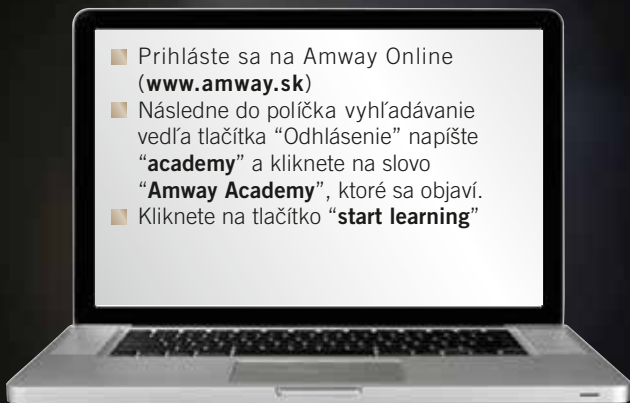 Prihláste sa na Amway Online
(www.amway.sk)
Následne do políčka vyhľadávanie
vedľa tlačítka “Odhlásenie” napíšte
“academy” a kliknete na slovo
“Amway Academy”, ktoré sa objaví.
Kliknete na tlačítko “start learning”